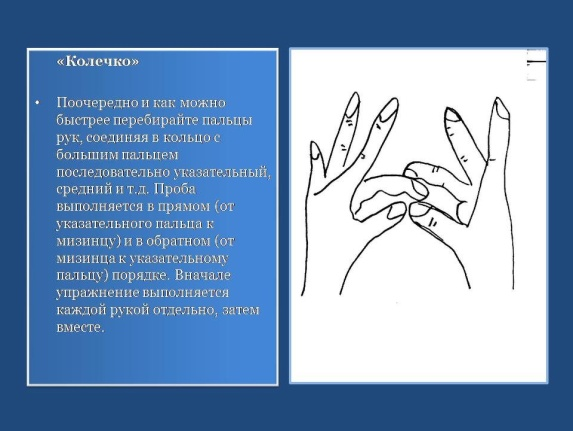 «Колечко»
• Поочередно и как можно
быстрее перебирайте пальцы
рук, соединяя в кольцо с
большим пальцем
последовательно указательный,
средний и т.д. Проба
выполняется в прямом (от
указательного пальца к
мизинцу) и в обратном (от
мизинца к указательному
пальцу) порядке. Вначале
упражнение выполняется
каждой рукой отдельно, затем
вместе.